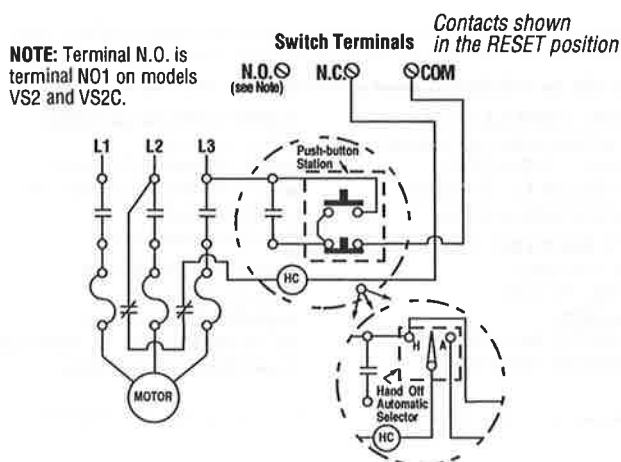 Contacts shown
in the RESET position
Switch Terminals
NOTE: Terminal N.O. is
terminal NO1 on models
VS2 and VS2C.
N.O.
(see Note)
N.C.
COM
L1
L2
L3
Push-button
Station
HC
MOTOR
H
A
Hand Off
Automatic
Selector
HC